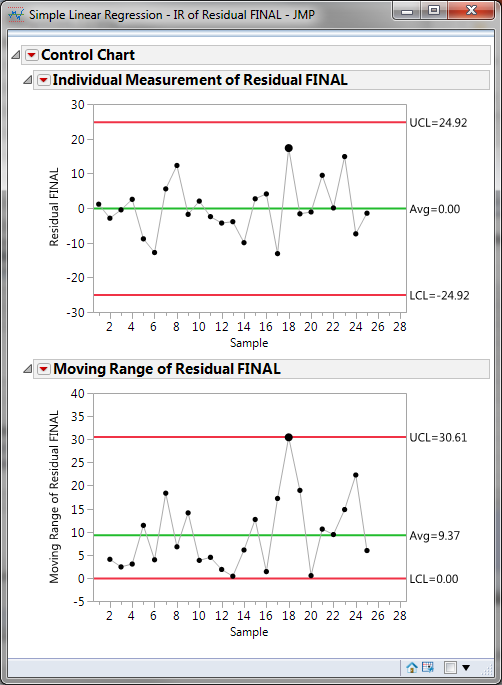 Simple Linear Regression - IR of Residual FINAL - JMP
Control Chart
Individual Measurement of Residual FINAL
30
20
10
0
-10
-20
-30
Residual FINAL
UCL=24.92
Avg=0.00
LCL=-24.92
2 4 6 8 10 12 14 16 18 20 22 24 26 28
Sample
Moving Range of Residual FINAL
40
35
30
25
20
15
10
5
0
-5
Moving Range of Residual FINAL
UCL=30.61
Avg=9.37
LCL=0.00
2 4 6 8 10 12 14 16 18 20 22 24 26 28
Sample